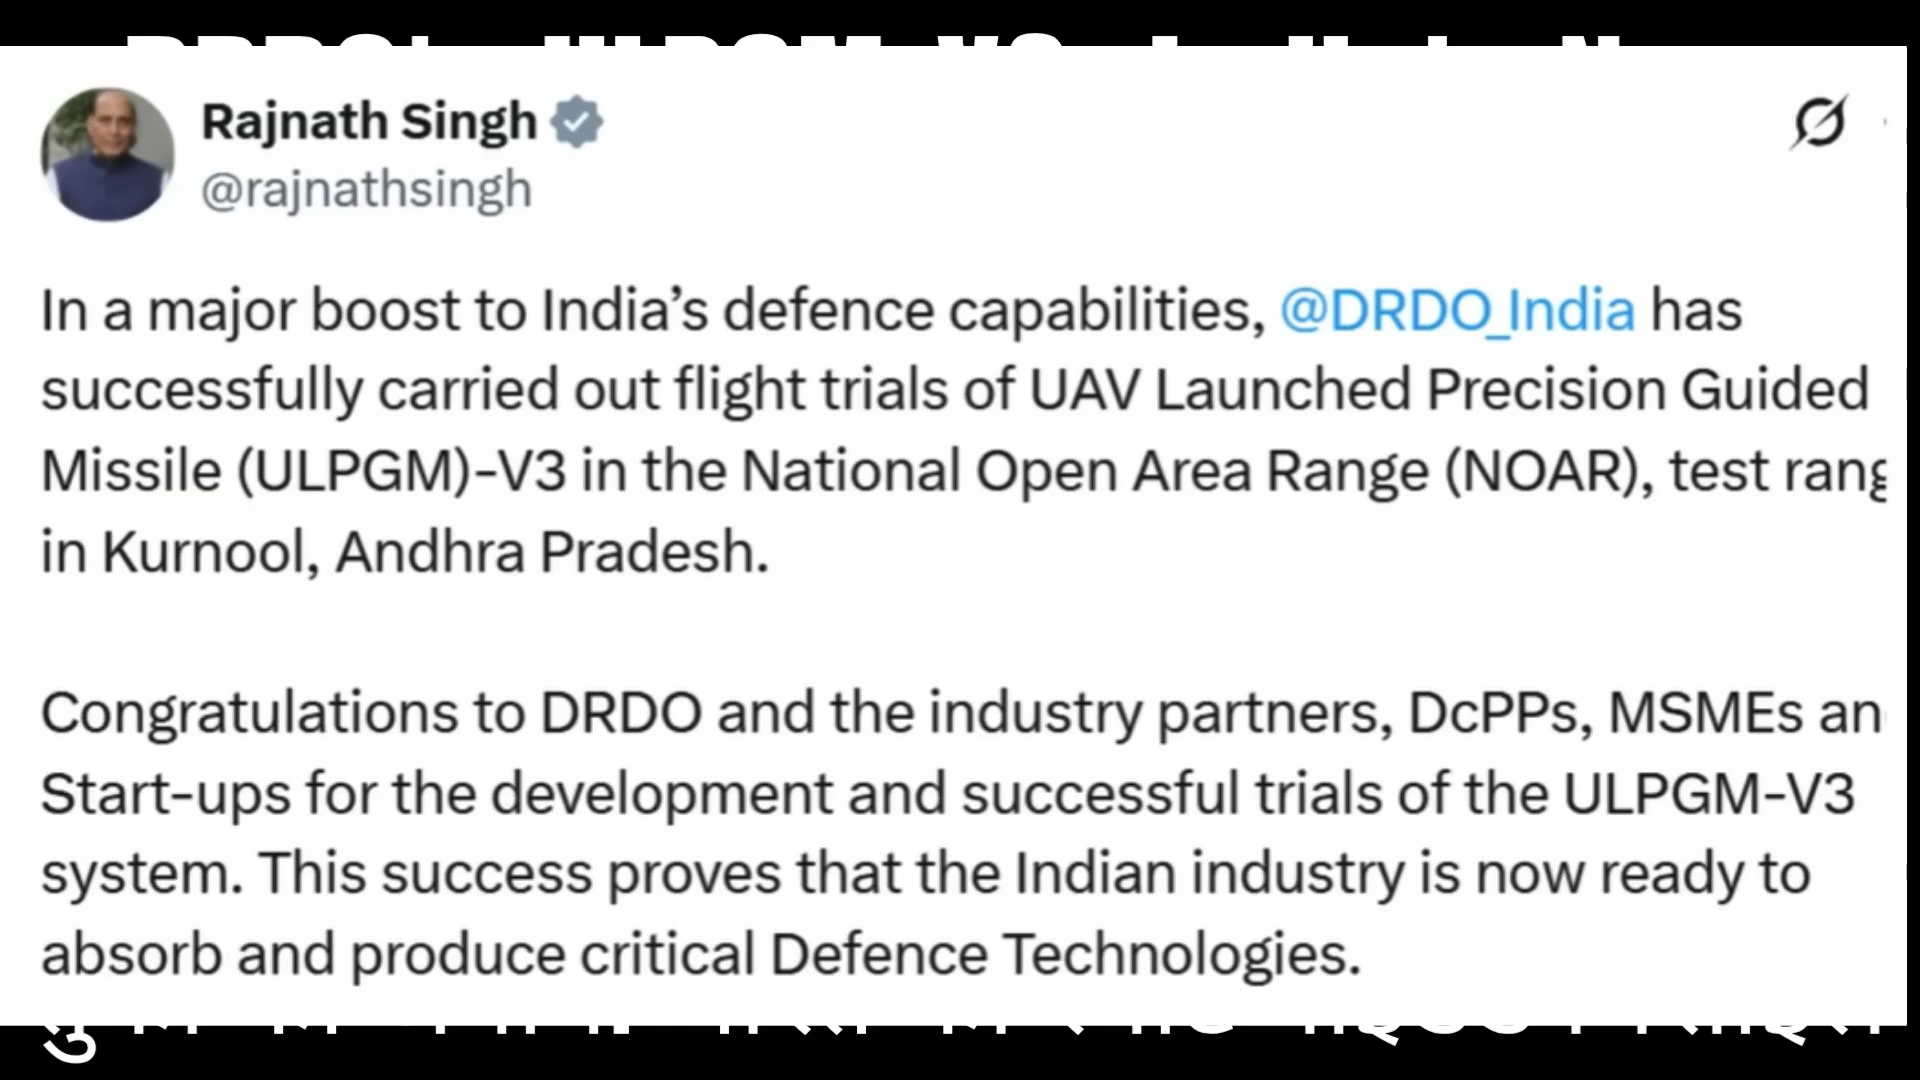 Rajnath Singh
@rajnathsingh
In a major boost to India’s defence capabilities, @DRDO_India has
successfully carried out flight trials of UAV Launched Precision Guided
Missile (ULPGM)-V3 in the National Open Area Range (NOAR), test rang
in Kurnool, Andhra Pradesh.
Congratulations to DRDO and the industry partners, DcPPs, MSMEs an
Start-ups for the development and successful trials of the ULPGM-V3
system. This success proves that the Indian industry is now ready to
absorb and produce critical Defence Technologies.